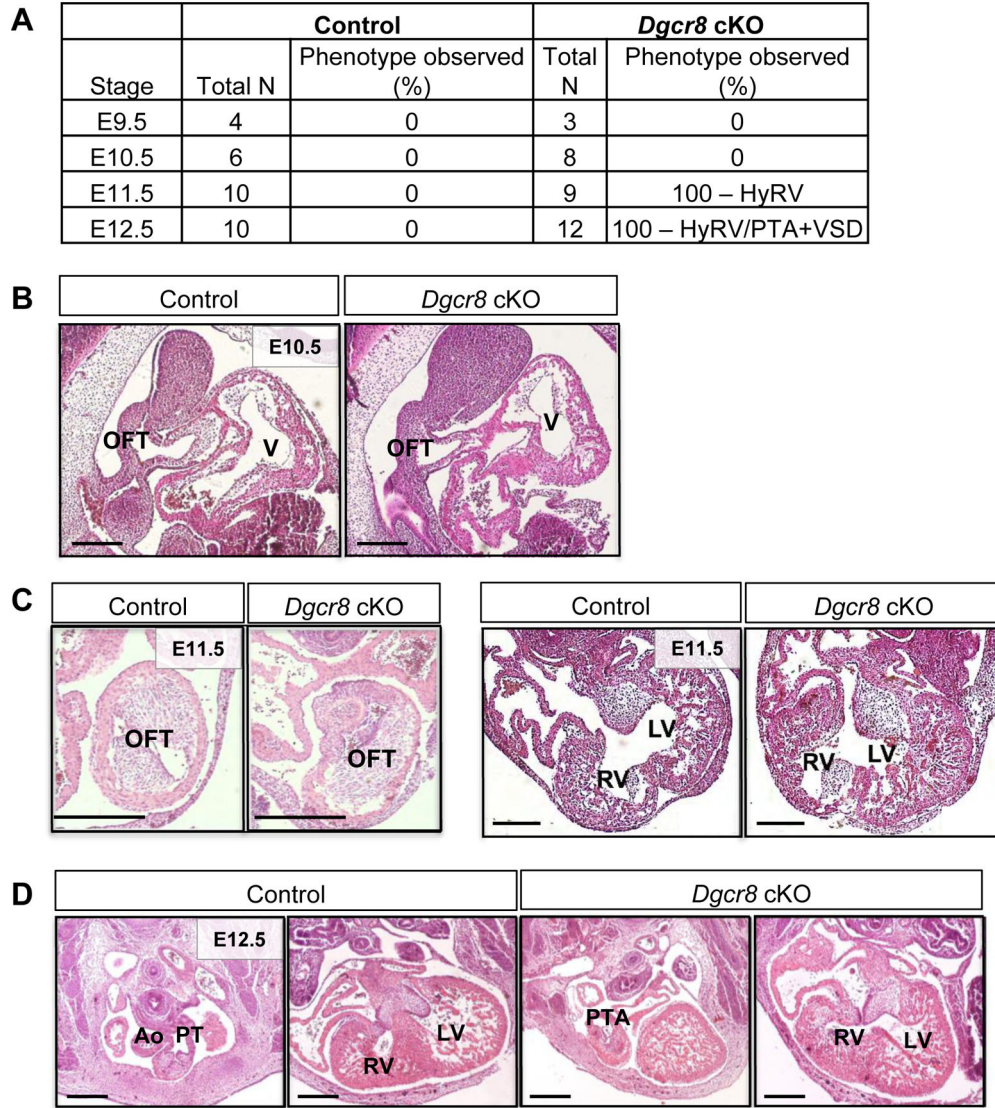 A
Control Dgcr8 cKO
Stage Total N Phenotype observed (%) Total N Phenotype observed (%)
E9.5 4 0 3 0
E10.5 6 0 8 0
E11.5 10 0 9 100 – HyRV
E12.5 10 0 12 100 – HyRV/PTA+VSD
B
Control Dgcr8 cKO
E10.5
OFT V OFT V
C
Control Dgcr8 cKO Control Dgcr8 cKO
E11.5 E11.5
OFT OFT RV LV RV LV
D
Control Dgcr8 cKO
E12.5
Ao PT RV LV PTA RV LV